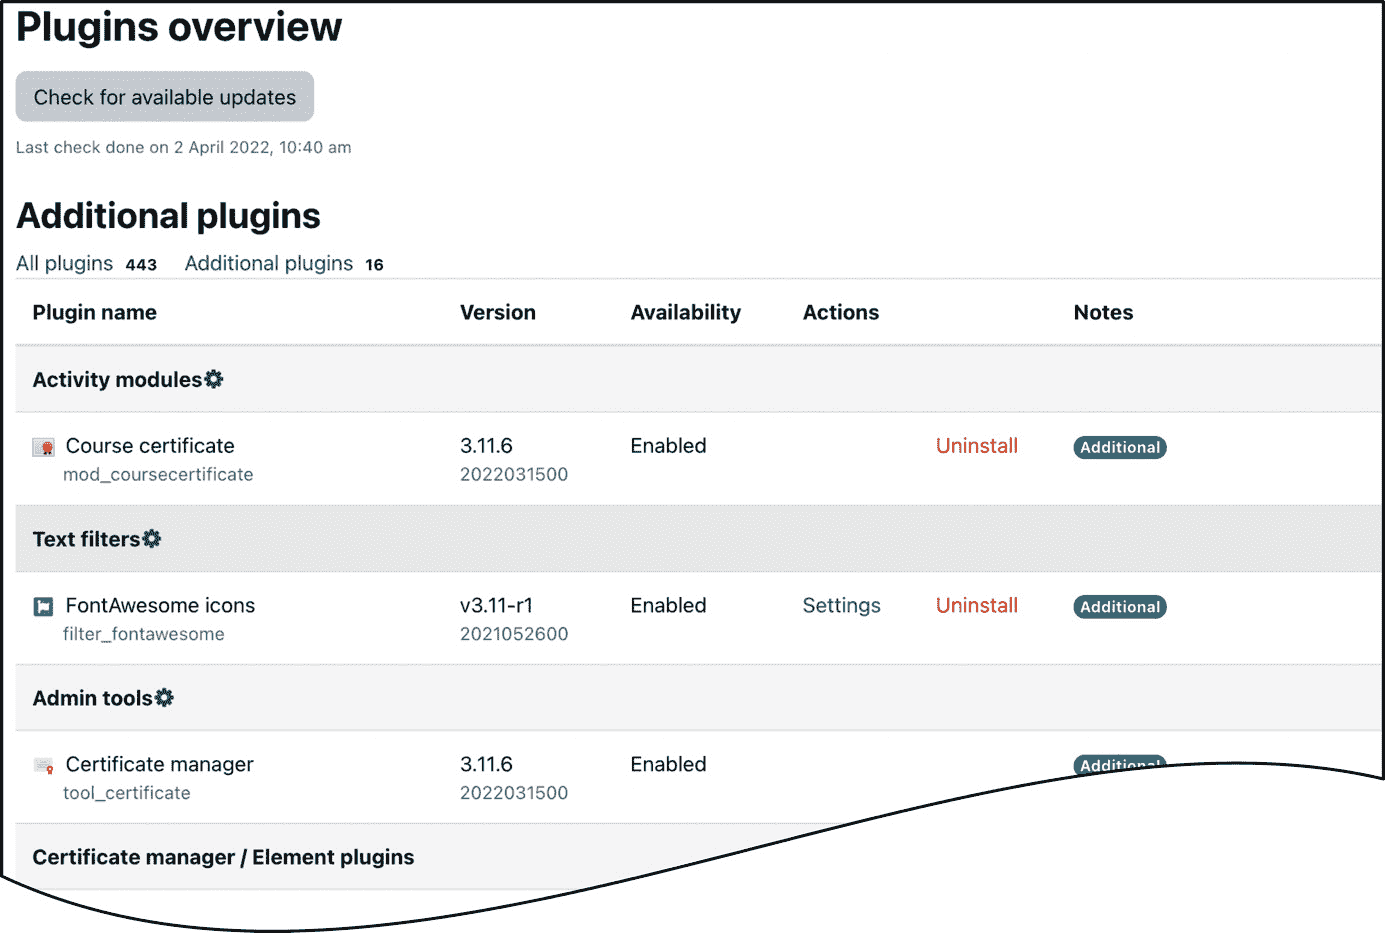 Plugins overview
Check for available updates
Last check done on 2 April 2022, 10:40 am
Additional plugins
All plugins 443 Additional plugins 16
Plugin name Version Availability Actions Notes
Activity modules
Course certificate 3.11.6 Enabled Uninstall Additional
mod_coursecertificate 2022031500
Text filters
FontAwesome icons v3.11-r1 Enabled Settings Uninstall Additional
filter_fontawesome 2021052600
Admin tools
Certificate manager 3.11.6 Enabled Additional
tool_certificate 2022031500
Certificate manager / Element plugins